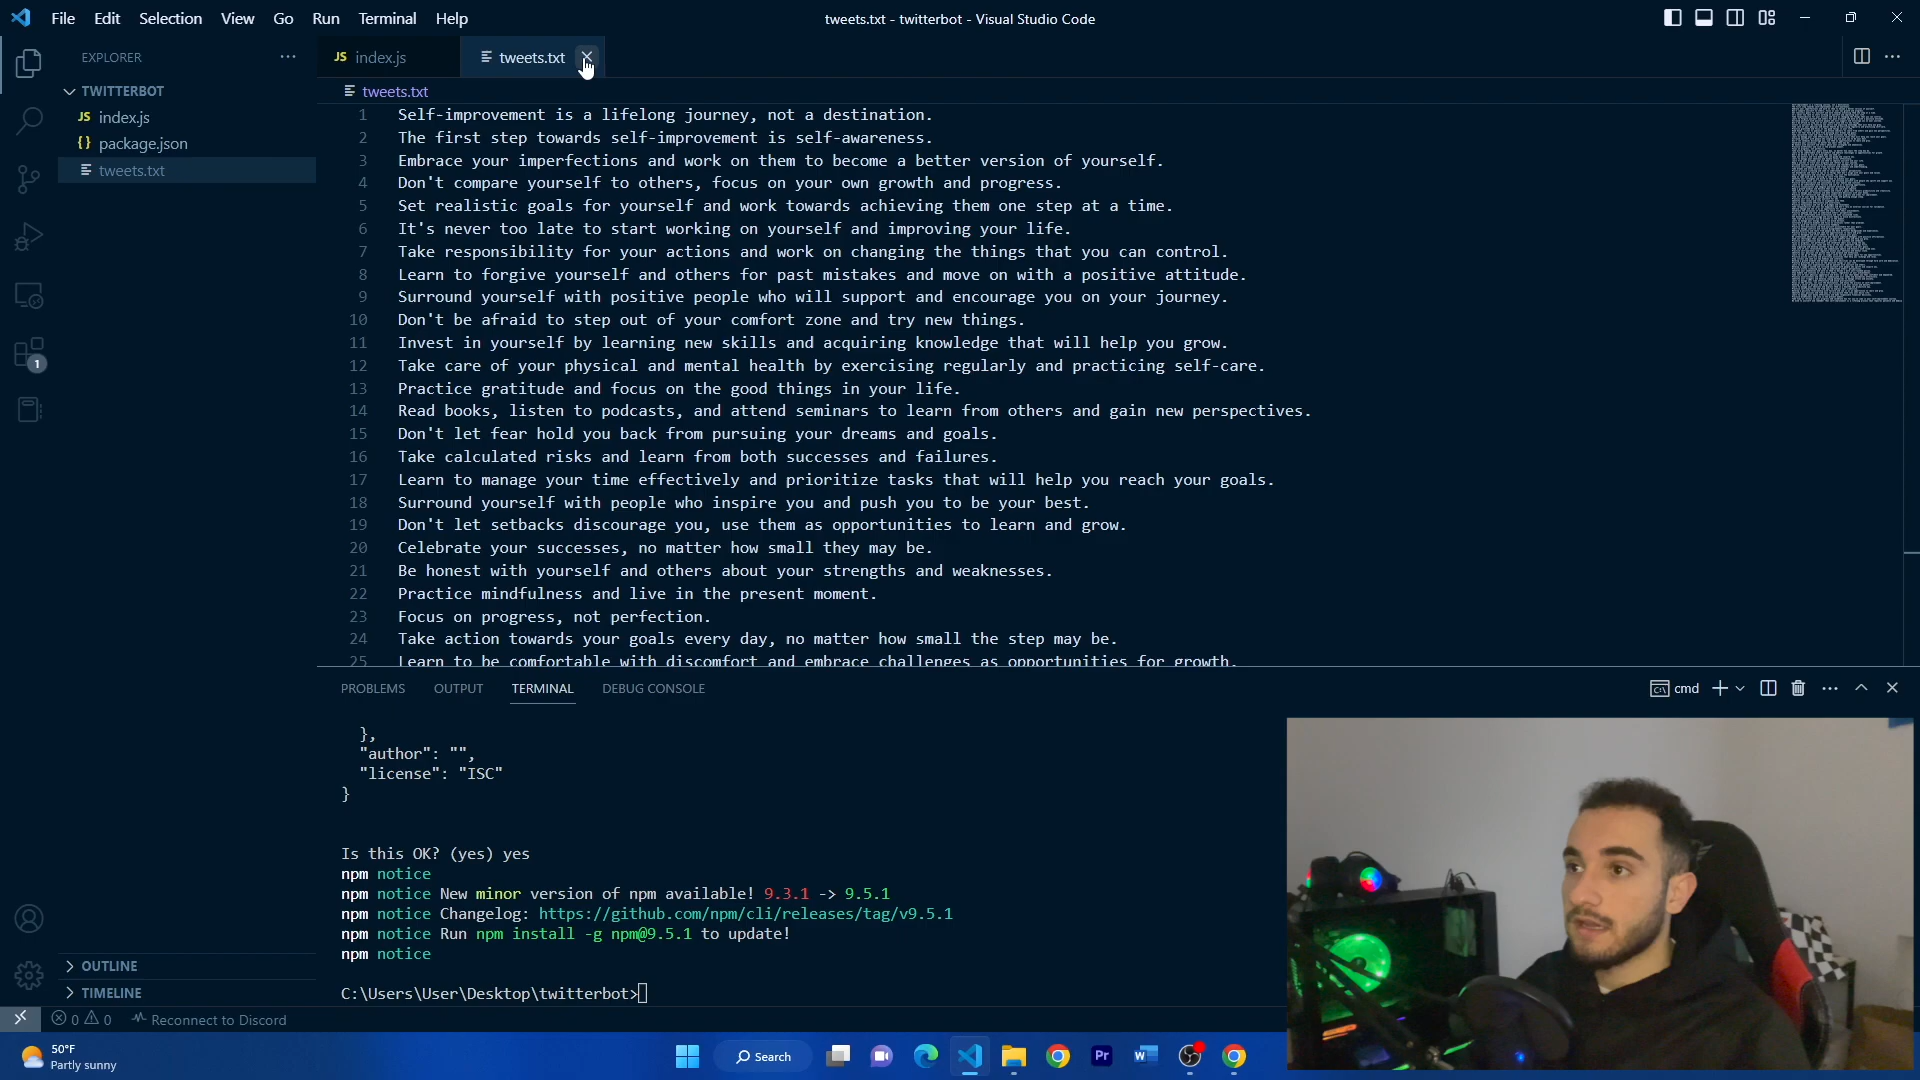 File Edit Selection View Go Run Terminal Help
tweets.txt - twitterbot - Visual Studio Code
EXPLORER
JS index.js
tweets.txt
TWITTERBOT
JS index.js
{} package.json
tweets.txt
tweets.txt
1 Self-improvement is a lifelong journey, not a destination.
2 The first step towards self-improvement is self-awareness.
3 Embrace your imperfections and work on them to become a better version of yourself.
4 Don't compare yourself to others, focus on your own growth and progress.
5 Set realistic goals for yourself and work towards achieving them one step at a time.
6 It's never too late to start working on yourself and improving your life.
7 Take responsibility for your actions and work on changing the things that you can control.
8 Learn to forgive yourself and others for past mistakes and move on with a positive attitude.
9 Surround yourself with positive people who will support and encourage you on your journey.
10 Don't be afraid to step out of your comfort zone and try new things.
11 Invest in yourself by learning new skills and acquiring knowledge that will help you grow.
12 Take care of your physical and mental health by exercising regularly and practicing self-care.
13 Practice gratitude and focus on the good things in your life.
14 Read books, listen to podcasts, and attend seminars to learn from others and gain new perspectives.
15 Don't let fear hold you back from pursuing your dreams and goals.
16 Take calculated risks and learn from both successes and failures.
17 Learn to manage your time effectively and prioritize tasks that will help you reach your goals.
18 Surround yourself with people who inspire you and push you to be your best.
19 Don't let setbacks discourage you, use them as opportunities to learn and grow.
20 Celebrate your successes, no matter how small they may be.
21 Be honest with yourself and others about your strengths and weaknesses.
22 Practice mindfulness and live in the present moment.
23 Focus on progress, not perfection.
24 Take action towards your goals every day, no matter how small the step may be.
25 Learn to be comfortable with discomfort and embrace challenges as opportunities for growth.
1
PROBLEMS OUTPUT TERMINAL DEBUG CONSOLE
cmd
},
"author": "",
"license": "ISC"
}
Is this OK? (yes) yes
npm notice
npm notice New minor version of npm available! 9.3.1 -> 9.5.1
npm notice Changelog: https://github.com/npm/cli/releases/tag/v9.5.1
npm notice Run npm install -g npm@9.5.1 to update!
npm notice
C:\Users\User\Desktop\twitterbot>
OUTLINE
TIMELINE
0 0 Reconnect to Discord
50°F
Partly sunny
Search
Pr
W